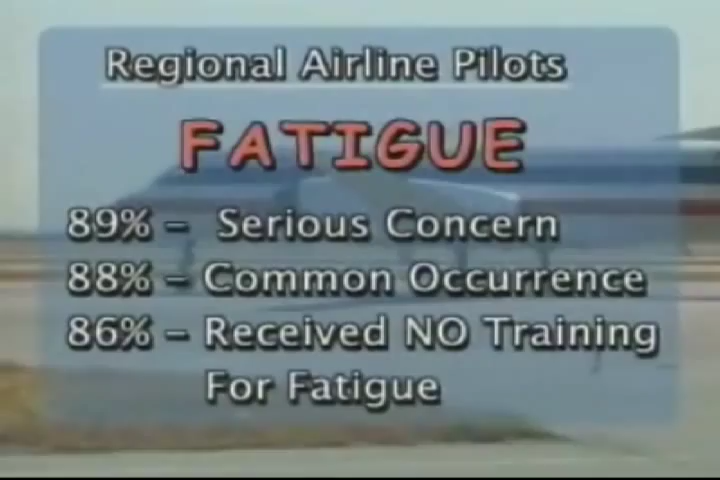 Regional Airline Pilots
FATIGUE
89% – Serious Concern
88% – Common Occurrence
86% – Received NO Training
For Fatigue